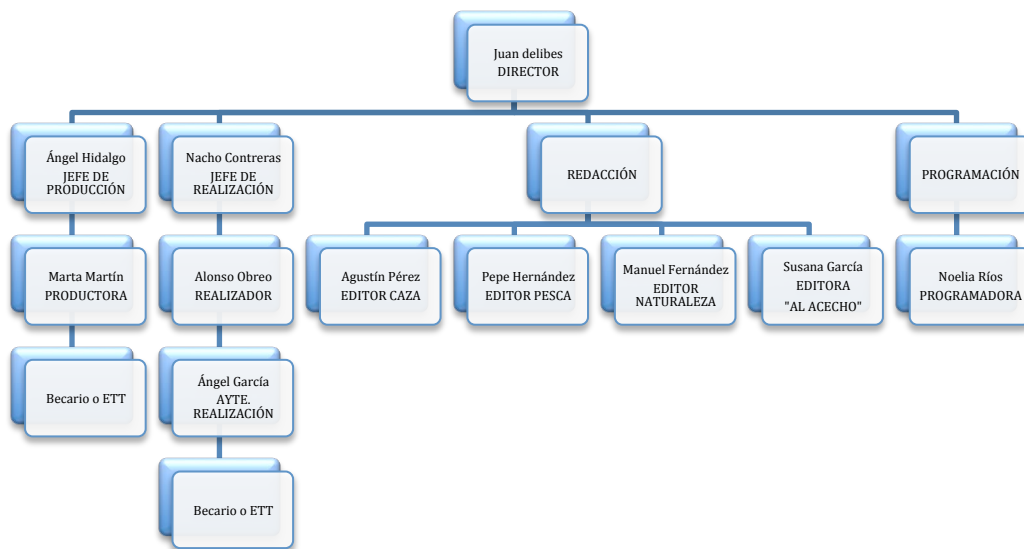 Juan delibes
DIRECTOR
Ángel Hidalgo
JEFE DE
PRODUCCIÓN
Nacho Contreras
JEFE DE
REALIZACIÓN
REDACCIÓN
PROGRAMACIÓN
Marta Martín
PRODUCTORA
Alonso Obreo
REALIZADOR
Agustín Pérez
EDITOR CAZA
Pepe Hernández
EDITOR PESCA
Manuel Fernández
EDITOR
NATURALEZA
Susana García
EDITORA
"AL ACECHO"
Noelia Ríos
PROGRAMADORA
Becario o ETT
Ángel García
AYTE.
REALIZACIÓN
Becario o ETT